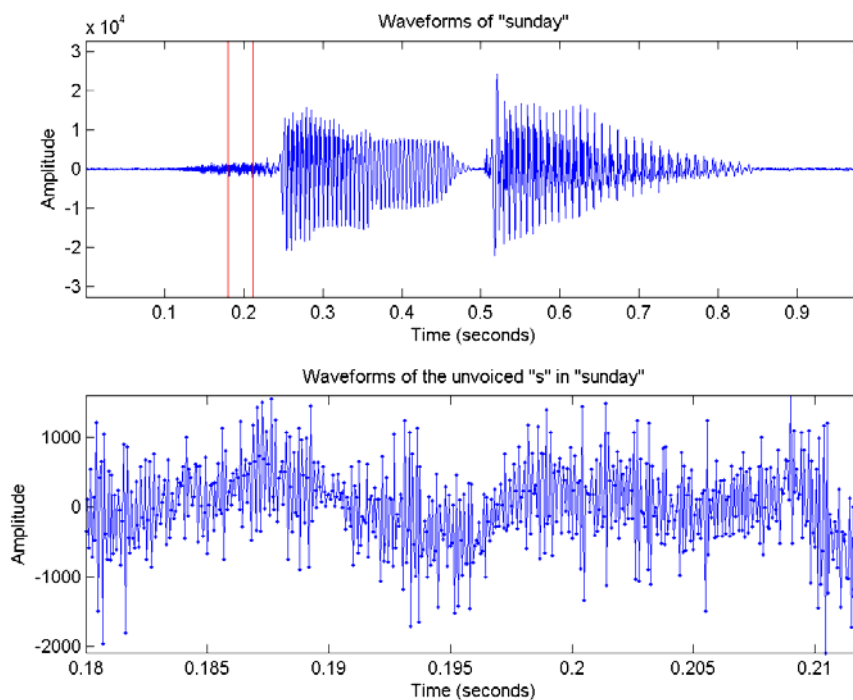 Waveforms of "sunday"
x 10⁴
3
2
1
0
-1
-2
-3
Amplitude
0.1 0.2 0.3 0.4 0.5 0.6 0.7 0.8 0.9
Time (seconds)
Waveforms of the unvoiced "s" in "sunday"
1000
0
-1000
-2000
Amplitude
0.18 0.185 0.19 0.195 0.2 0.205 0.21
Time (seconds)